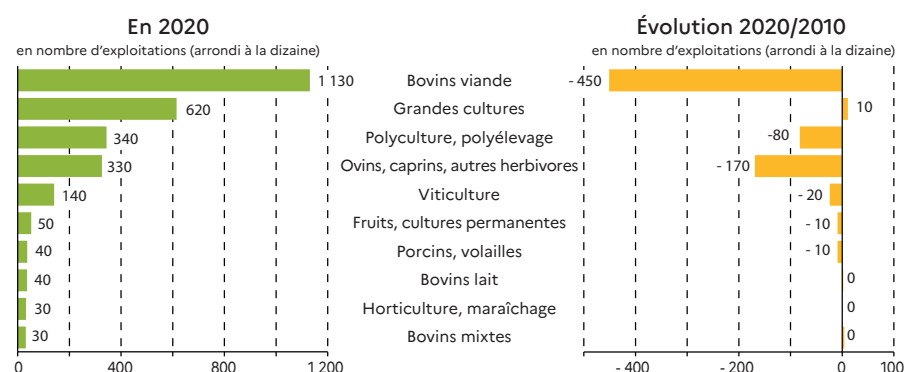 En 2020
en nombre d'exploitations (arrondi à la dizaine)
Évolution 2020/2010
en nombre d'exploitations (arrondi à la dizaine)
1 130 Bovins viande - 450
620 Grandes cultures 10
340 Polyculture, polyélevage -80
330 Ovins, caprins, autres herbivores - 170
140 Viticulture - 20
50 Fruits, cultures permanentes - 10
40 Porcins, volailles - 10
40 Bovins lait 0
30 Horticulture, maraîchage 0
30 Bovins mixtes 0
0 400 800 1 200 - 400 - 200 0 100